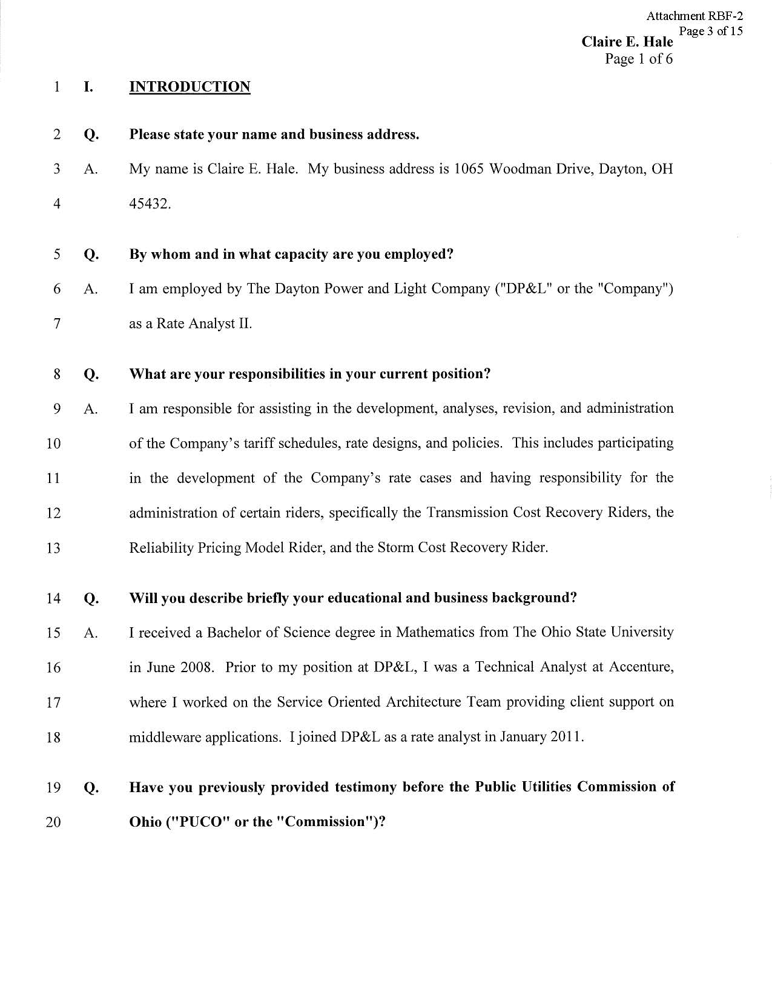 Attachment RBF-2
Page 3 of 15
Claire E. Hale
Page 1 of 6
1 I. INTRODUCTION
2 Q. Please state your name and business address.
3 A. My name is Claire E. Hale. My business address is 1065 Woodman Drive, Dayton, OH
4 45432.
5 Q. By whom and in what capacity are you employed?
6 A. I am employed by The Dayton Power and Light Company ("DP&L" or the "Company")
7 as a Rate Analyst II.
8 Q. What are your responsibilities in your current position?
9 A. I am responsible for assisting in the development, analyses, revision, and administration
10 of the Company's tariff schedules, rate designs, and policies. This includes participating
11 in the development of the Company's rate cases and having responsibility for the
12 administration of certain riders, specifically the Transmission Cost Recovery Riders, the
13 Reliability Pricing Model Rider, and the Storm Cost Recovery Rider.
14 Q. Will you describe briefly your educational and business background?
15 A. I received a Bachelor of Science degree in Mathematics from The Ohio State University
16 in June 2008. Prior to my position at DP&L, I was a Technical Analyst at Accenture,
17 where I worked on the Service Oriented Architecture Team providing client support on
18 middleware applications. I joined DP&L as a rate analyst in January 2011.
19 Q. Have you previously provided testimony before the Public Utilities Commission of
20 Ohio ("PUCO" or the "Commission")?